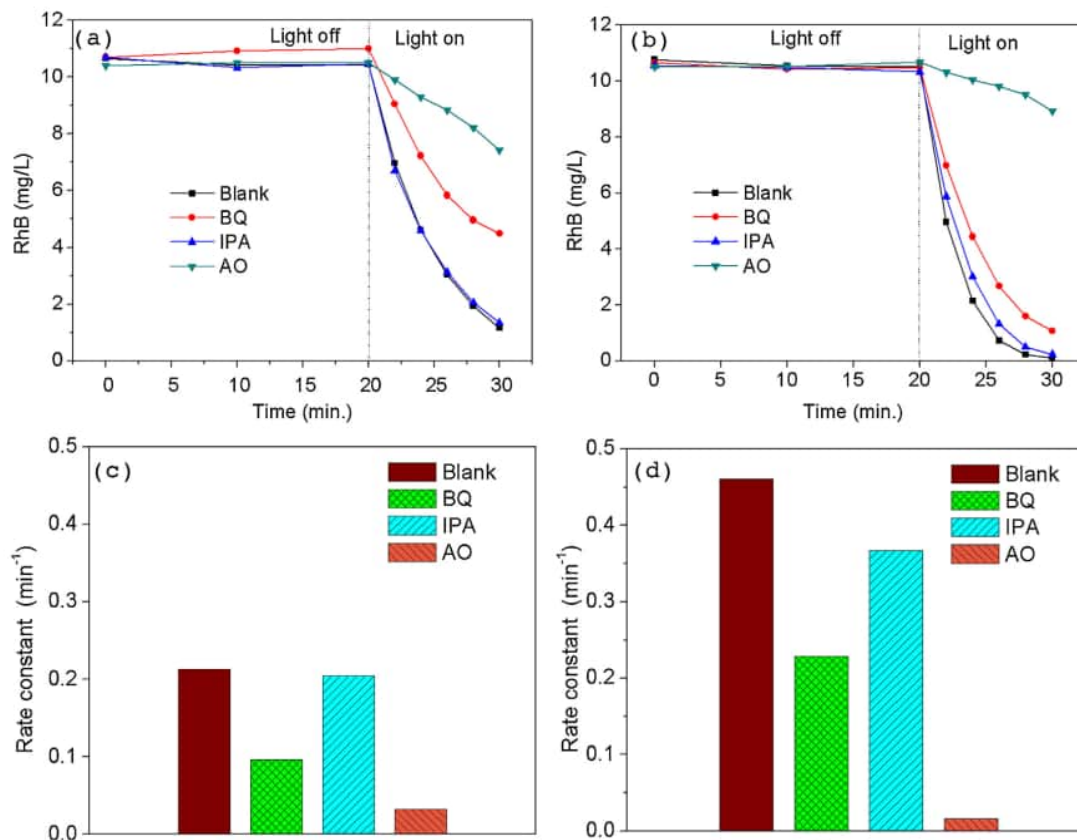 (a)
Light off
Light on
Blank
BQ
IPA
AO
RhB (mg/L)
12
10
8
6
4
2
0
0 5 10 15 20 25 30
Time (min.)
(b)
Light off
Light on
Blank
BQ
IPA
AO
RhB (mg/L)
12
10
8
6
4
2
0
0 5 10 15 20 25 30
Time (min.)
(c)
Blank
BQ
IPA
AO
Rate constant (min⁻¹)
0.5
0.4
0.3
0.2
0.1
0.0
(d)
Blank
BQ
IPA
AO
Rate constant (min⁻¹)
0.5
0.4
0.3
0.2
0.1
0.0